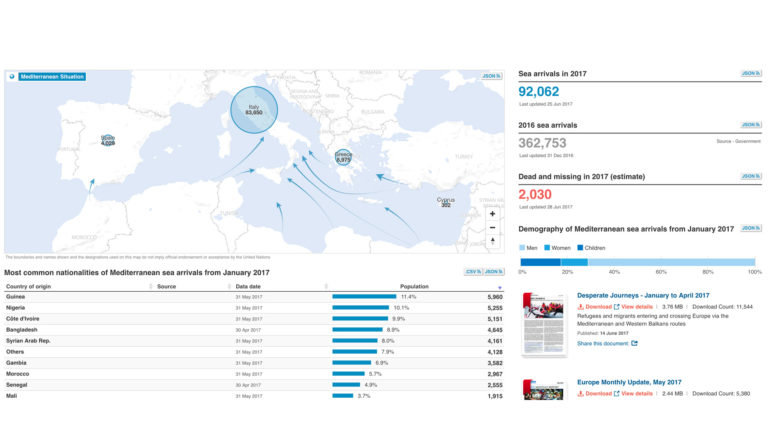 Mediterranean Situation
JSON
ROMANIA
BOSNIA AND
HERZEGOVINA
SERBIA
BULGARIA
Italy
83,650
Spain
4,029
PORTUGAL
Greece
5,975
TURKEY
Cyprus
302
SYRIAN ARAB
TUNISIA
MOROCCO
The boundaries and names shown and the designations used on this map do not imply official endorsement or acceptance by the United Nations
Most common nationalities of Mediterranean sea arrivals from January 2017
CSV JSON
Country of origin Source Data date Population
Guinea 31 May 2017 11.4% 5,960
Nigeria 31 May 2017 10.1% 5,255
Côte d'Ivoire 31 May 2017 9.9% 5,151
Bangladesh 30 Apr 2017 8.9% 4,645
Syrian Arab Rep. 31 May 2017 8.0% 4,161
Others 31 May 2017 7.9% 4,128
Gambia 31 May 2017 6.9% 3,582
Morocco 31 May 2017 5.7% 2,967
Senegal 30 Apr 2017 4.9% 2,555
Mali 31 May 2017 3.7% 1,915
Sea arrivals in 2017 JSON
92,062
Last updated 25 Jun 2017
2016 sea arrivals JSON
362,753 Source - Government
Last updated 31 Dec 2016
Dead and missing in 2017 (estimate) JSON
2,030
Last updated 28 Jun 2017
Demography of Mediterranean sea arrivals from January 2017 JSON
Men Women Children
0% 20% 40% 60% 80% 100%
Desperate Journeys - January to April 2017
Download View details 3.76 MB Download Count: 11,544
Refugees and migrants entering and crossing Europe via the
Mediterranean and Western Balkans routes
Published: 14 June 2017
Share this document:
Europe Monthly Update, May 2017
Download View details 2.44 MB Download Count: 5,380